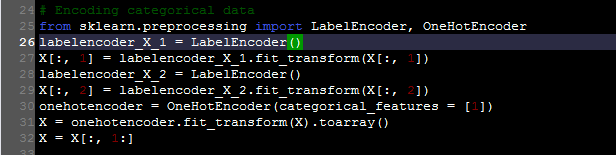 24 # Encoding categorical data
25 from sklearn.preprocessing import LabelEncoder, OneHotEncoder
26 labelencoder_X_1 = LabelEncoder()
27 X[:, 1] = labelencoder_X_1.fit_transform(X[:, 1])
28 labelencoder_X_2 = LabelEncoder()
29 X[:, 2] = labelencoder_X_2.fit_transform(X[:, 2])
30 onehotencoder = OneHotEncoder(categorical_features = [1])
31 X = onehotencoder.fit_transform(X).toarray()
32 X = X[:, 1:]
33